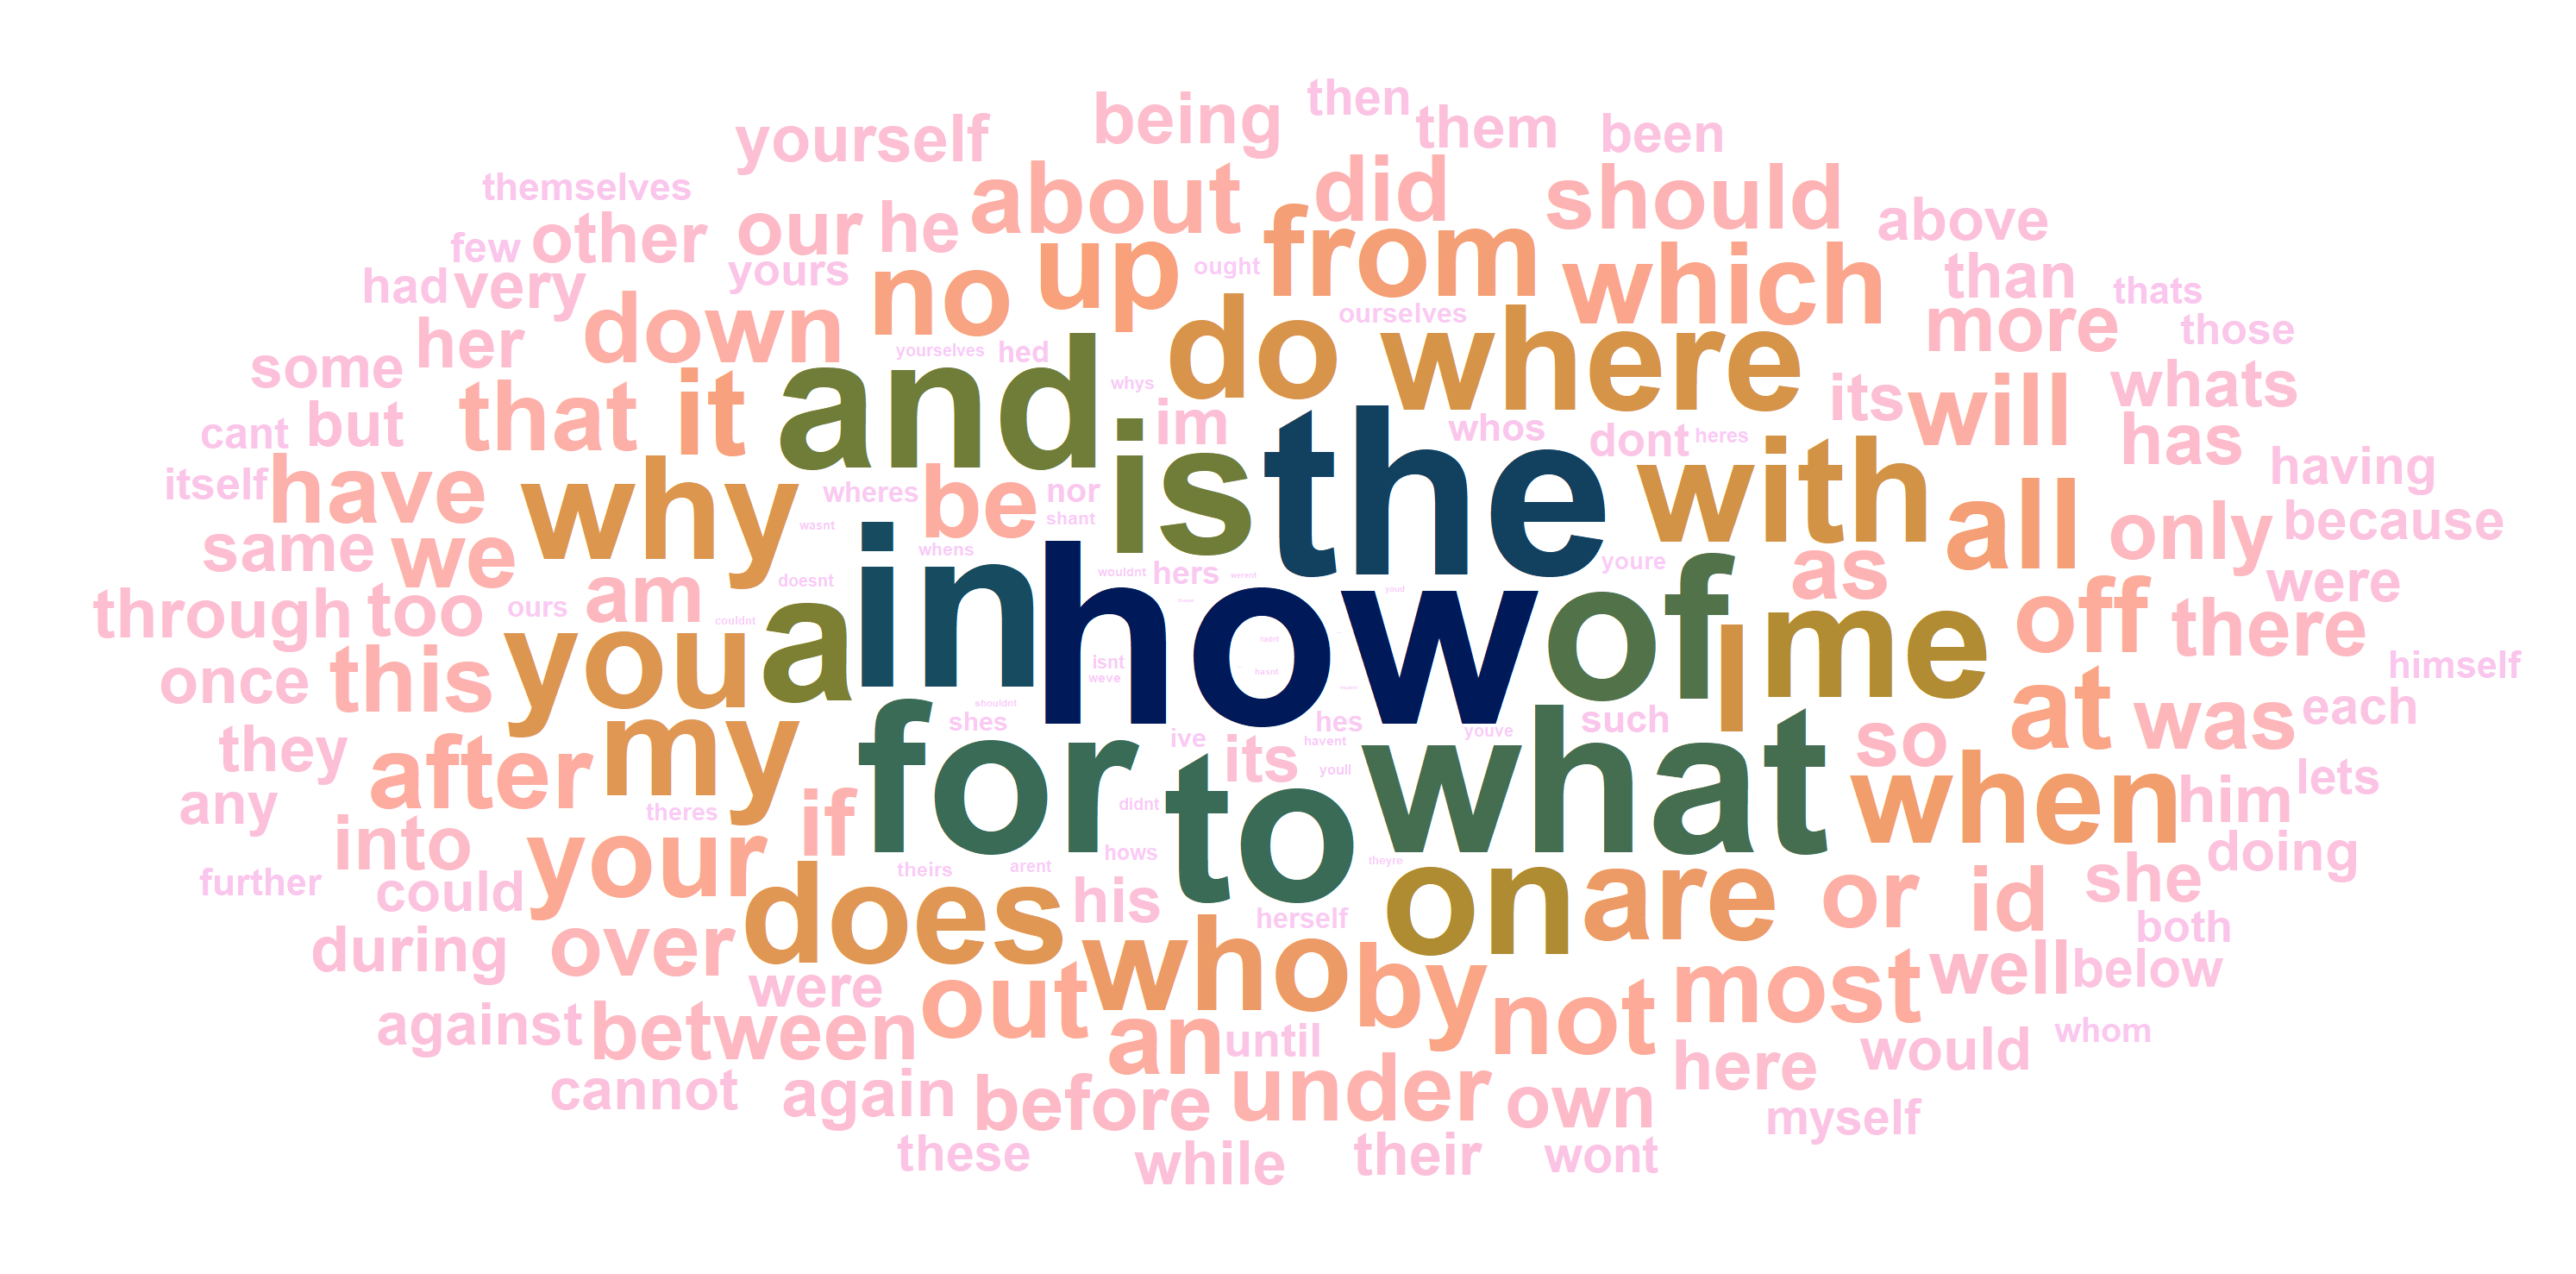 then
being
them
been
yourself
themselves
about
did
should
above
other
our
he
from
few
yours
up
ought
which
than
thats
had
very
no
do
ourselves
more
those
her
down
where
yourselves
hed
some
and
whys
its
will
whats
that
it
is
im
the
whos
dont
heres
has
but
cant
have
why
wheres
be
nor
shant
with
all
only
having
because
itself
same
we
wasnt
whens
in
how
wouldnt
hers
werent
youre
as
were
through
too
ours
am
doesnt
youd
of
me
off
there
couldnt
you
a
hadnt
I
himself
once
this
isnt
weve
hasnt
at
was
each
my
shouldnt
shes
for
hes
such
youve
what
so
they
after
ive
its
havent
youll
to
when
him
lets
any
theres
if
didnt
into
your
hows
theyre
doing
further
could
does
theirs
arent
his
on
are
or
id
she
both
during
over
who
herself
by
well
below
were
out
not
most
against
between
an
until
here
would
whom
cannot
again
before
under
own
myself
these
while
their
wont